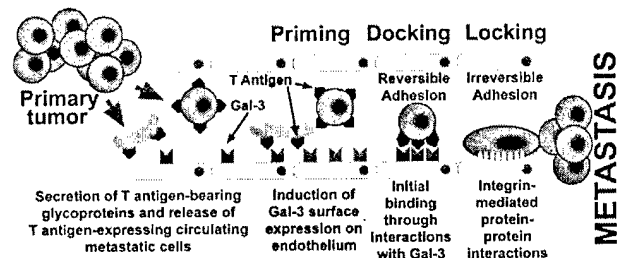 Priming Docking Locking
Primary
tumor
T Antigen
Gal-3
Reversible
Adhesion
Irreversible
Adhesion
METASTASIS
Secretion of T antigen-bearing
glycoproteins and release of
T antigen-expressing circulating
metastatic cells
Induction of
Gal-3 surface
expression on
endothelium
Initial
binding
through
interactions
with Gal-3
Integrin-
mediated
protein-
protein
interactions